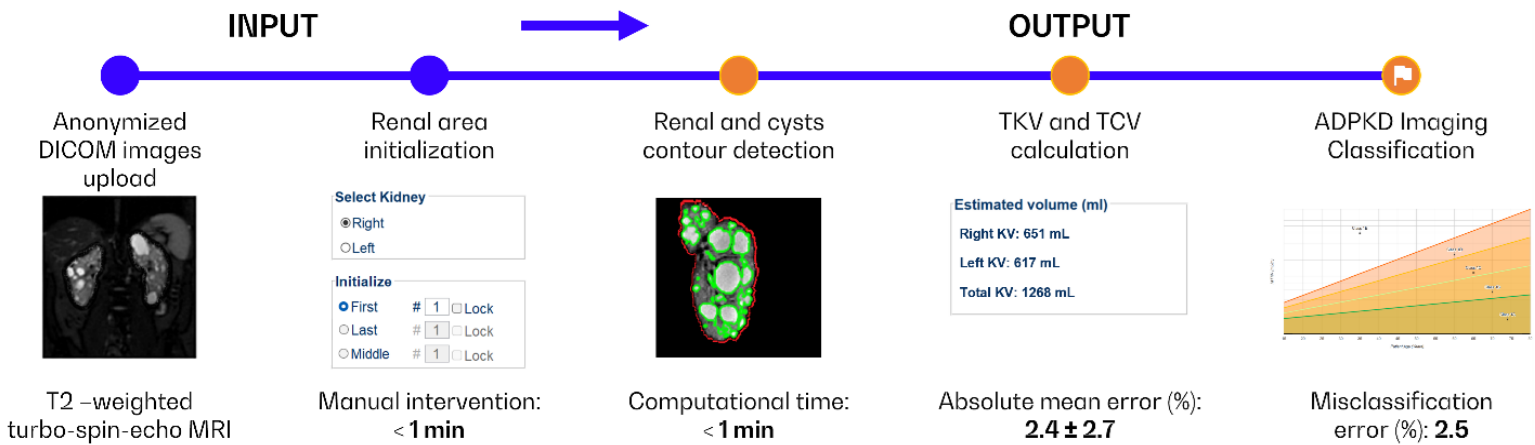 INPUT
OUTPUT
Anonymized
DICOM images
upload
Renal area
initialization
Renal and cysts
contour detection
TKV and TCV
calculation
ADPKD Imaging
Classification
Select Kidney
Right
Left
Initialize
First # 1 Lock
Last # 1 Lock
Middle # 1 Lock
Estimated volume (ml)
Right KV: 651 mL
Left KV: 617 mL
Total KV: 1268 mL
T2 –weighted
turbo-spin-echo MRI
Manual intervention:
< 1 min
Computational time:
< 1 min
Absolute mean error (%):
2.4 ± 2.7
Misclassification
error (%): 2.5